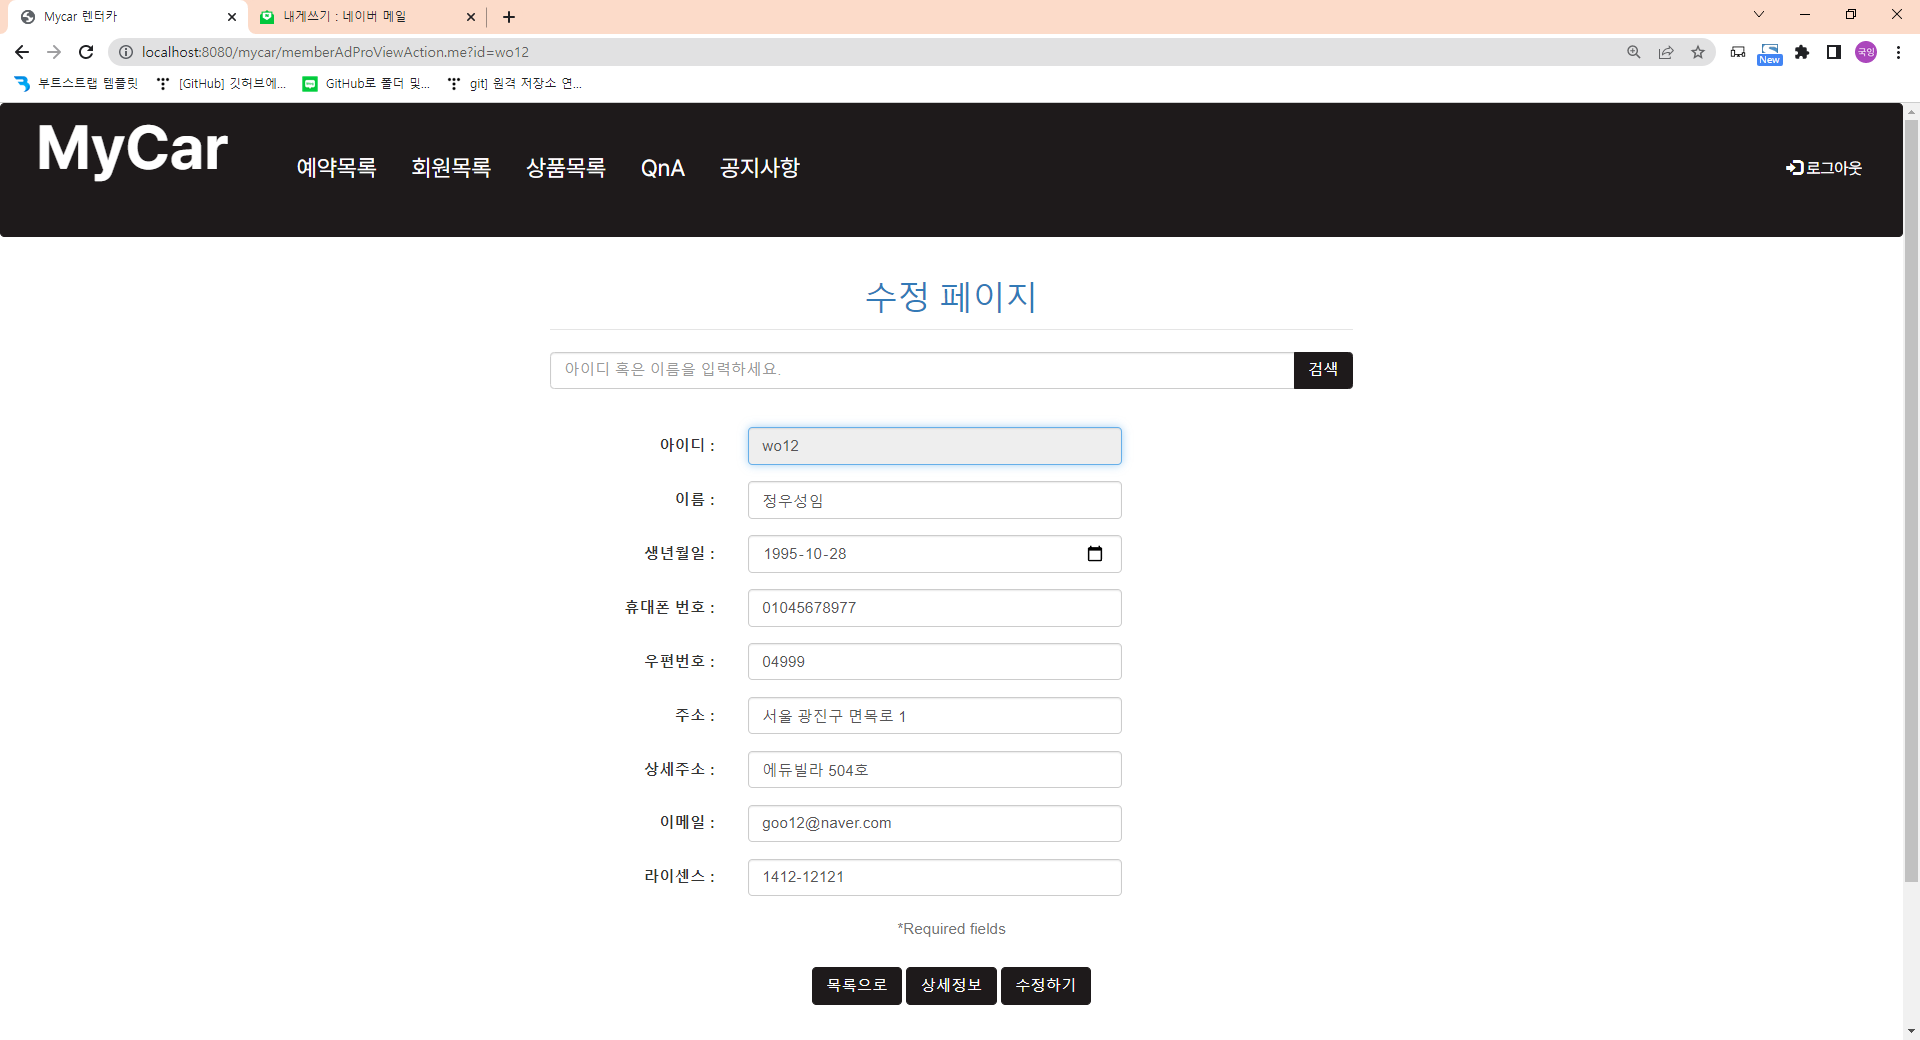 Mycar 렌터카
내게쓰기 : 네이버 메일
localhost:8080/mycar/memberAdProViewAction.me?id=wo12
New
국잉
부트스트랩 템플릿
[GitHub] 깃허브에...
GitHub로 폴더 및...
git] 원격 저장소 연...
MyCar
예약목록
회원목록
상품목록
QnA
공지사항
로그아웃
수정 페이지
아이디 혹은 이름을 입력하세요.
검색
아이디 : wo12
이름 : 정우성임
생년월일 : 1995-10-28
휴대폰 번호 : 01045678977
우편번호 : 04999
주소 : 서울 광진구 면목로 1
상세주소 : 에듀빌라 504호
이메일 : goo12@naver.com
라이센스 : 1412-12121
*Required fields
목록으로
상세정보
수정하기